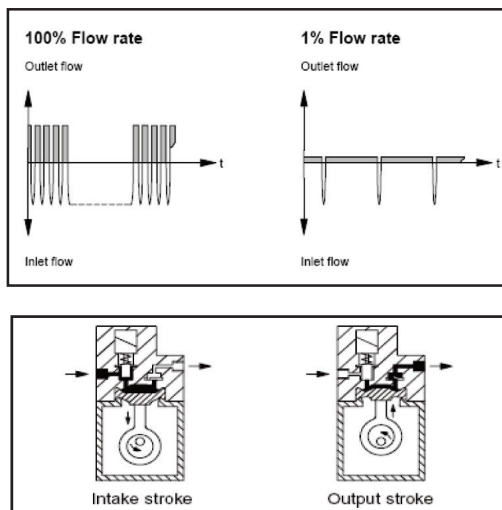 100% Flow rate
1% Flow rate
Outlet flow
Outlet flow
t
t
Inlet flow
Inlet flow
Intake stroke
Output stroke